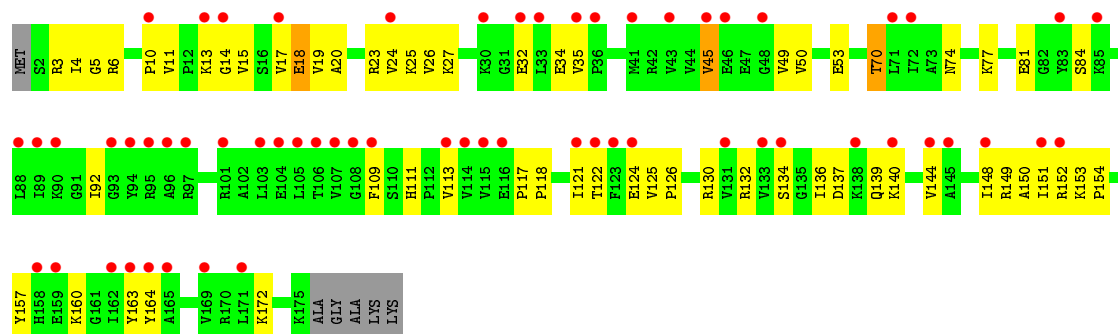 MET S2 R3 I4 G5 R6 P10 V11 P12 K13 G14 V15 S16 V17 E18 V19 A20 R23 V24 K25 V26 K27 K30 G31 E32 L33 E34 V35 P36 M41 R42 V43 V44 V45 E46 E47 G48 V49 V50 E53 T70 L71 I72 A73 N74 K77 E81 G82 Y83 S84 K85
L88 I89 K90 G91 I92 G93 Y94 R95 A96 R97 R101 A102 L103 E104 L105 T106 V107 G108 F109 S110 H111 P112 V113 V114 V115 E116 P117 P118 I121 T122 F123 E124 V125 P126 R130 V131 R132 V133 S134 G135 I136 D137 K138 Q139 K140 V144 A145 I148 R149 A150 I151 R152 K153 P154
Y157 H158 E159 K160 G161 I162 Y163 Y164 A165 V169 R170 L171 K172 K175 ALA GLY ALA LYS LYS